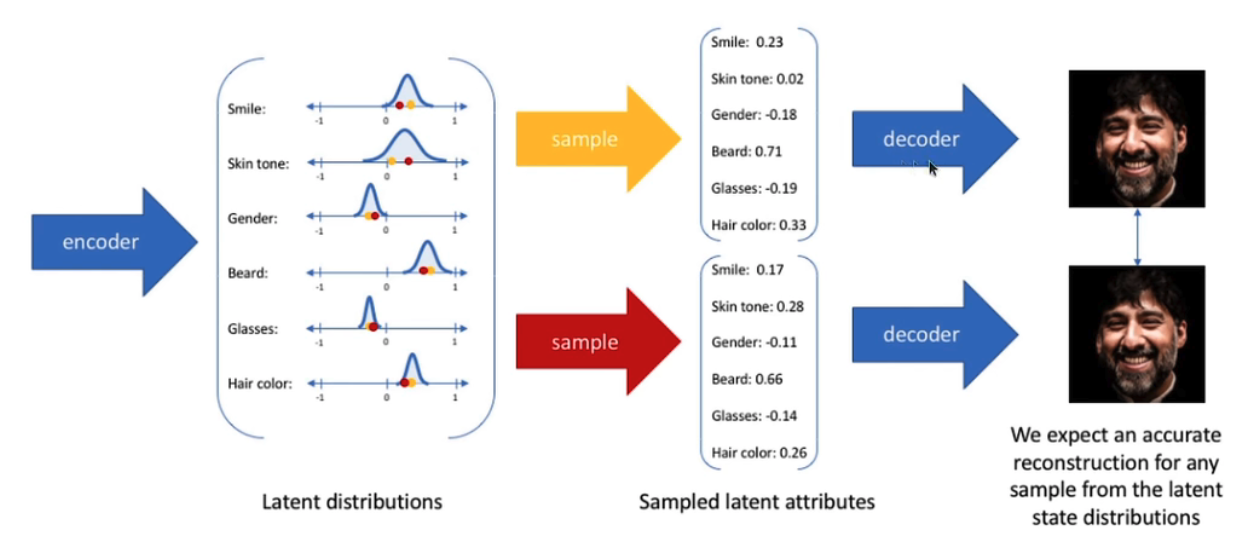 encoder
Smile:
-1 0 1
Skin tone:
-1 0 1
Gender:
-1 0 1
Beard:
-1 0 1
Glasses:
-1 0 1
Hair color:
-1 0 1
Latent distributions
sample
sample
Smile: 0.23
Skin tone: 0.02
Gender: -0.18
Beard: 0.71
Glasses: -0.19
Hair color: 0.33
Smile: 0.17
Skin tone: 0.28
Gender: -0.11
Beard: 0.66
Glasses: -0.14
Hair color: 0.26
Sampled latent attributes
decoder
decoder
We expect an accurate
reconstruction for any
sample from the latent
state distributions